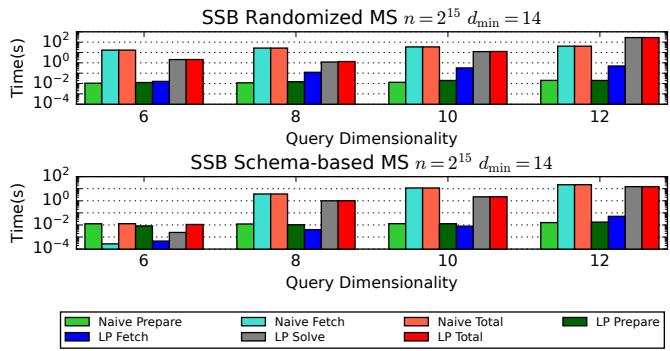 SSB Randomized MS n = 2^15 d_min = 14
Time(s)
10^2
10^0
10^-2
10^-4
6 8 10 12
Query Dimensionality
SSB Schema-based MS n = 2^15 d_min = 14
Time(s)
10^2
10^0
10^-2
10^-4
6 8 10 12
Query Dimensionality
Naive Prepare Naive Fetch Naive Total LP Prepare
LP Fetch LP Solve LP Total